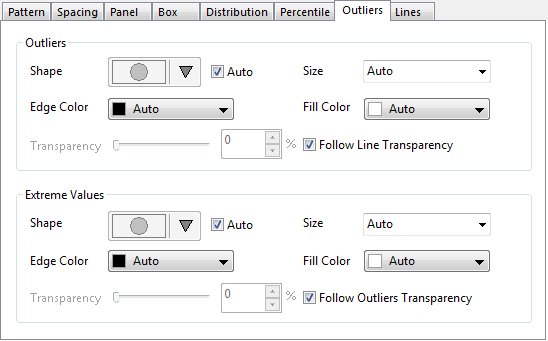 Pattern Spacing Panel Box Distribution Percentile Outliers Lines
Outliers
Shape Auto Size Auto
Edge Color Auto Fill Color Auto
Transparency 0 % Follow Line Transparency
Extreme Values
Shape Auto Size Auto
Edge Color Auto Fill Color Auto
Transparency 0 % Follow Outliers Transparency